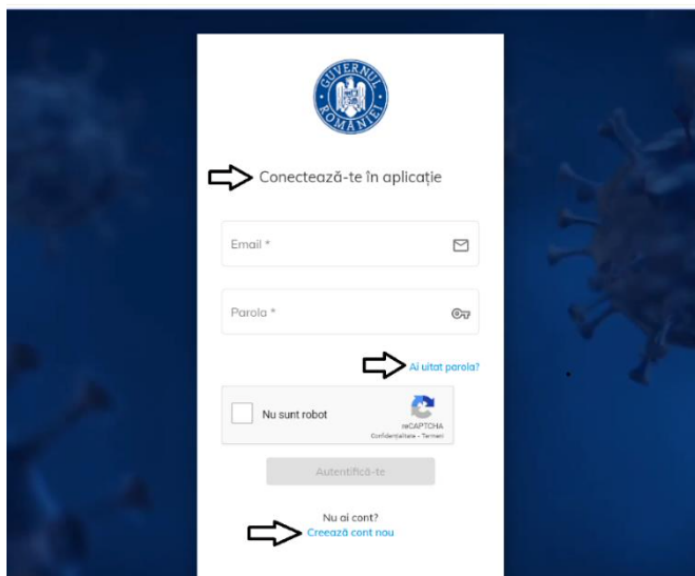 GUVERNUL
ROMÂNIEI
Conectează-te în aplicație
Email *
Parola *
Ai uitat parola?
Nu sunt robot
reCAPTCHA
Confidențialitate - Termeni
Autentifică-te
Nu ai cont?
Creează cont nou